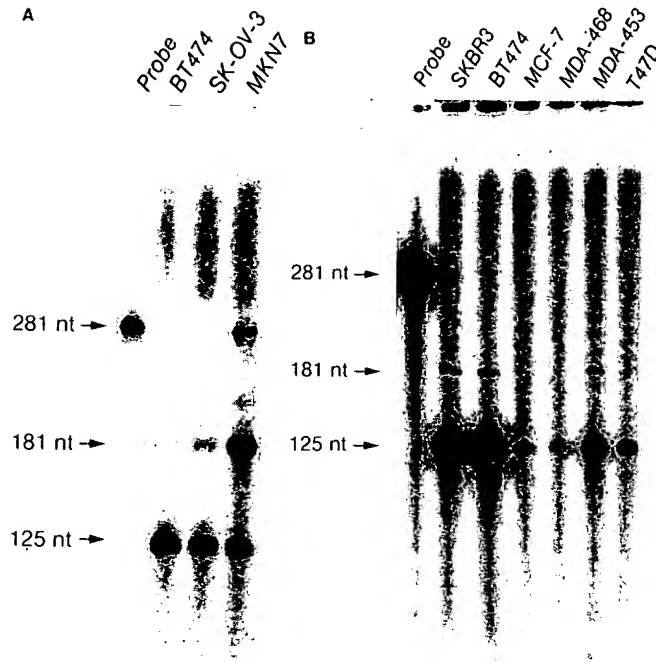 A
Probe
BT474
SK-OV-3
MKN7
281 nt →
181 nt →
125 nt →
B
Probe
SKBR3
BT474
MCF-7
MDA-468
MDA-453
T47D
281 nt →
181 nt →
125 nt →